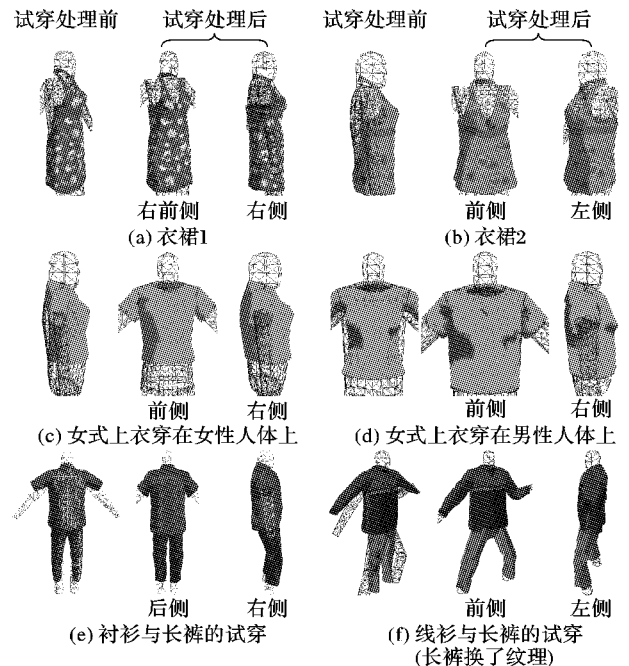 试穿处理前 试穿处理后 试穿处理前 试穿处理后
右前侧 右侧 前侧 左侧
(a) 衣裙1 (b) 衣裙2
前侧 右侧 前侧 右侧
(c) 女式上衣穿在女性人体上 (d) 女式上衣穿在男性人体上
后侧 右侧 前侧 左侧
(e) 衬衫与长裤的试穿 (f) 线衫与长裤的试穿
(长裤换了纹理)